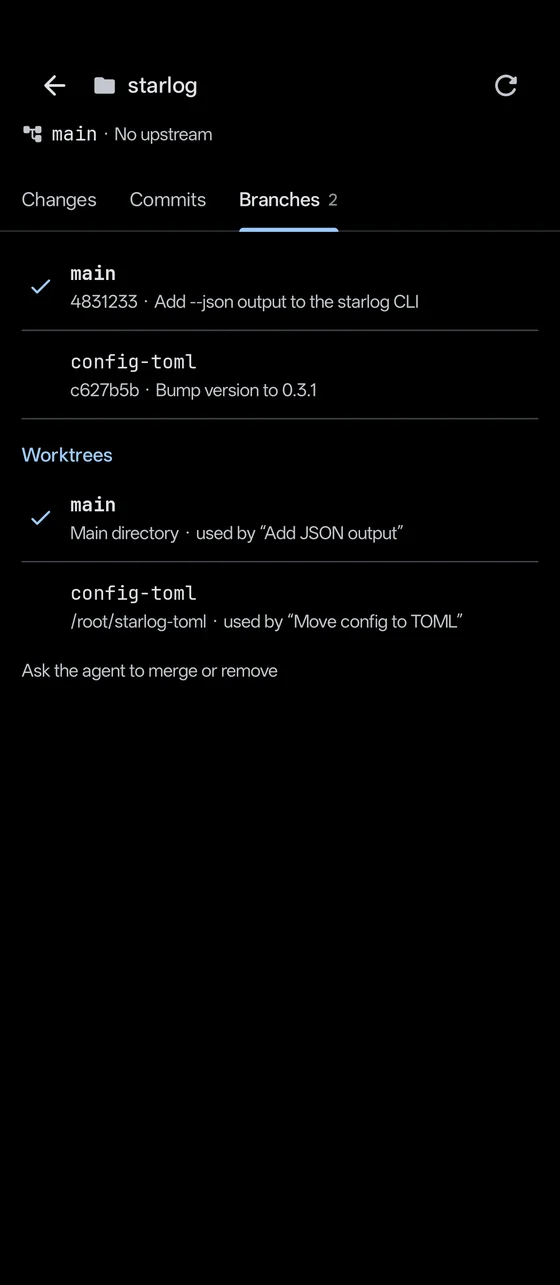 starlog
main · No upstream
Changes Commits Branches 2
main
4831233 · Add --json output to the starlog CLI
config-toml
c627b5b · Bump version to 0.3.1
Worktrees
main
Main directory · used by “Add JSON output”
config-toml
/root/starlog-toml · used by “Move config to TOML”
Ask the agent to merge or remove